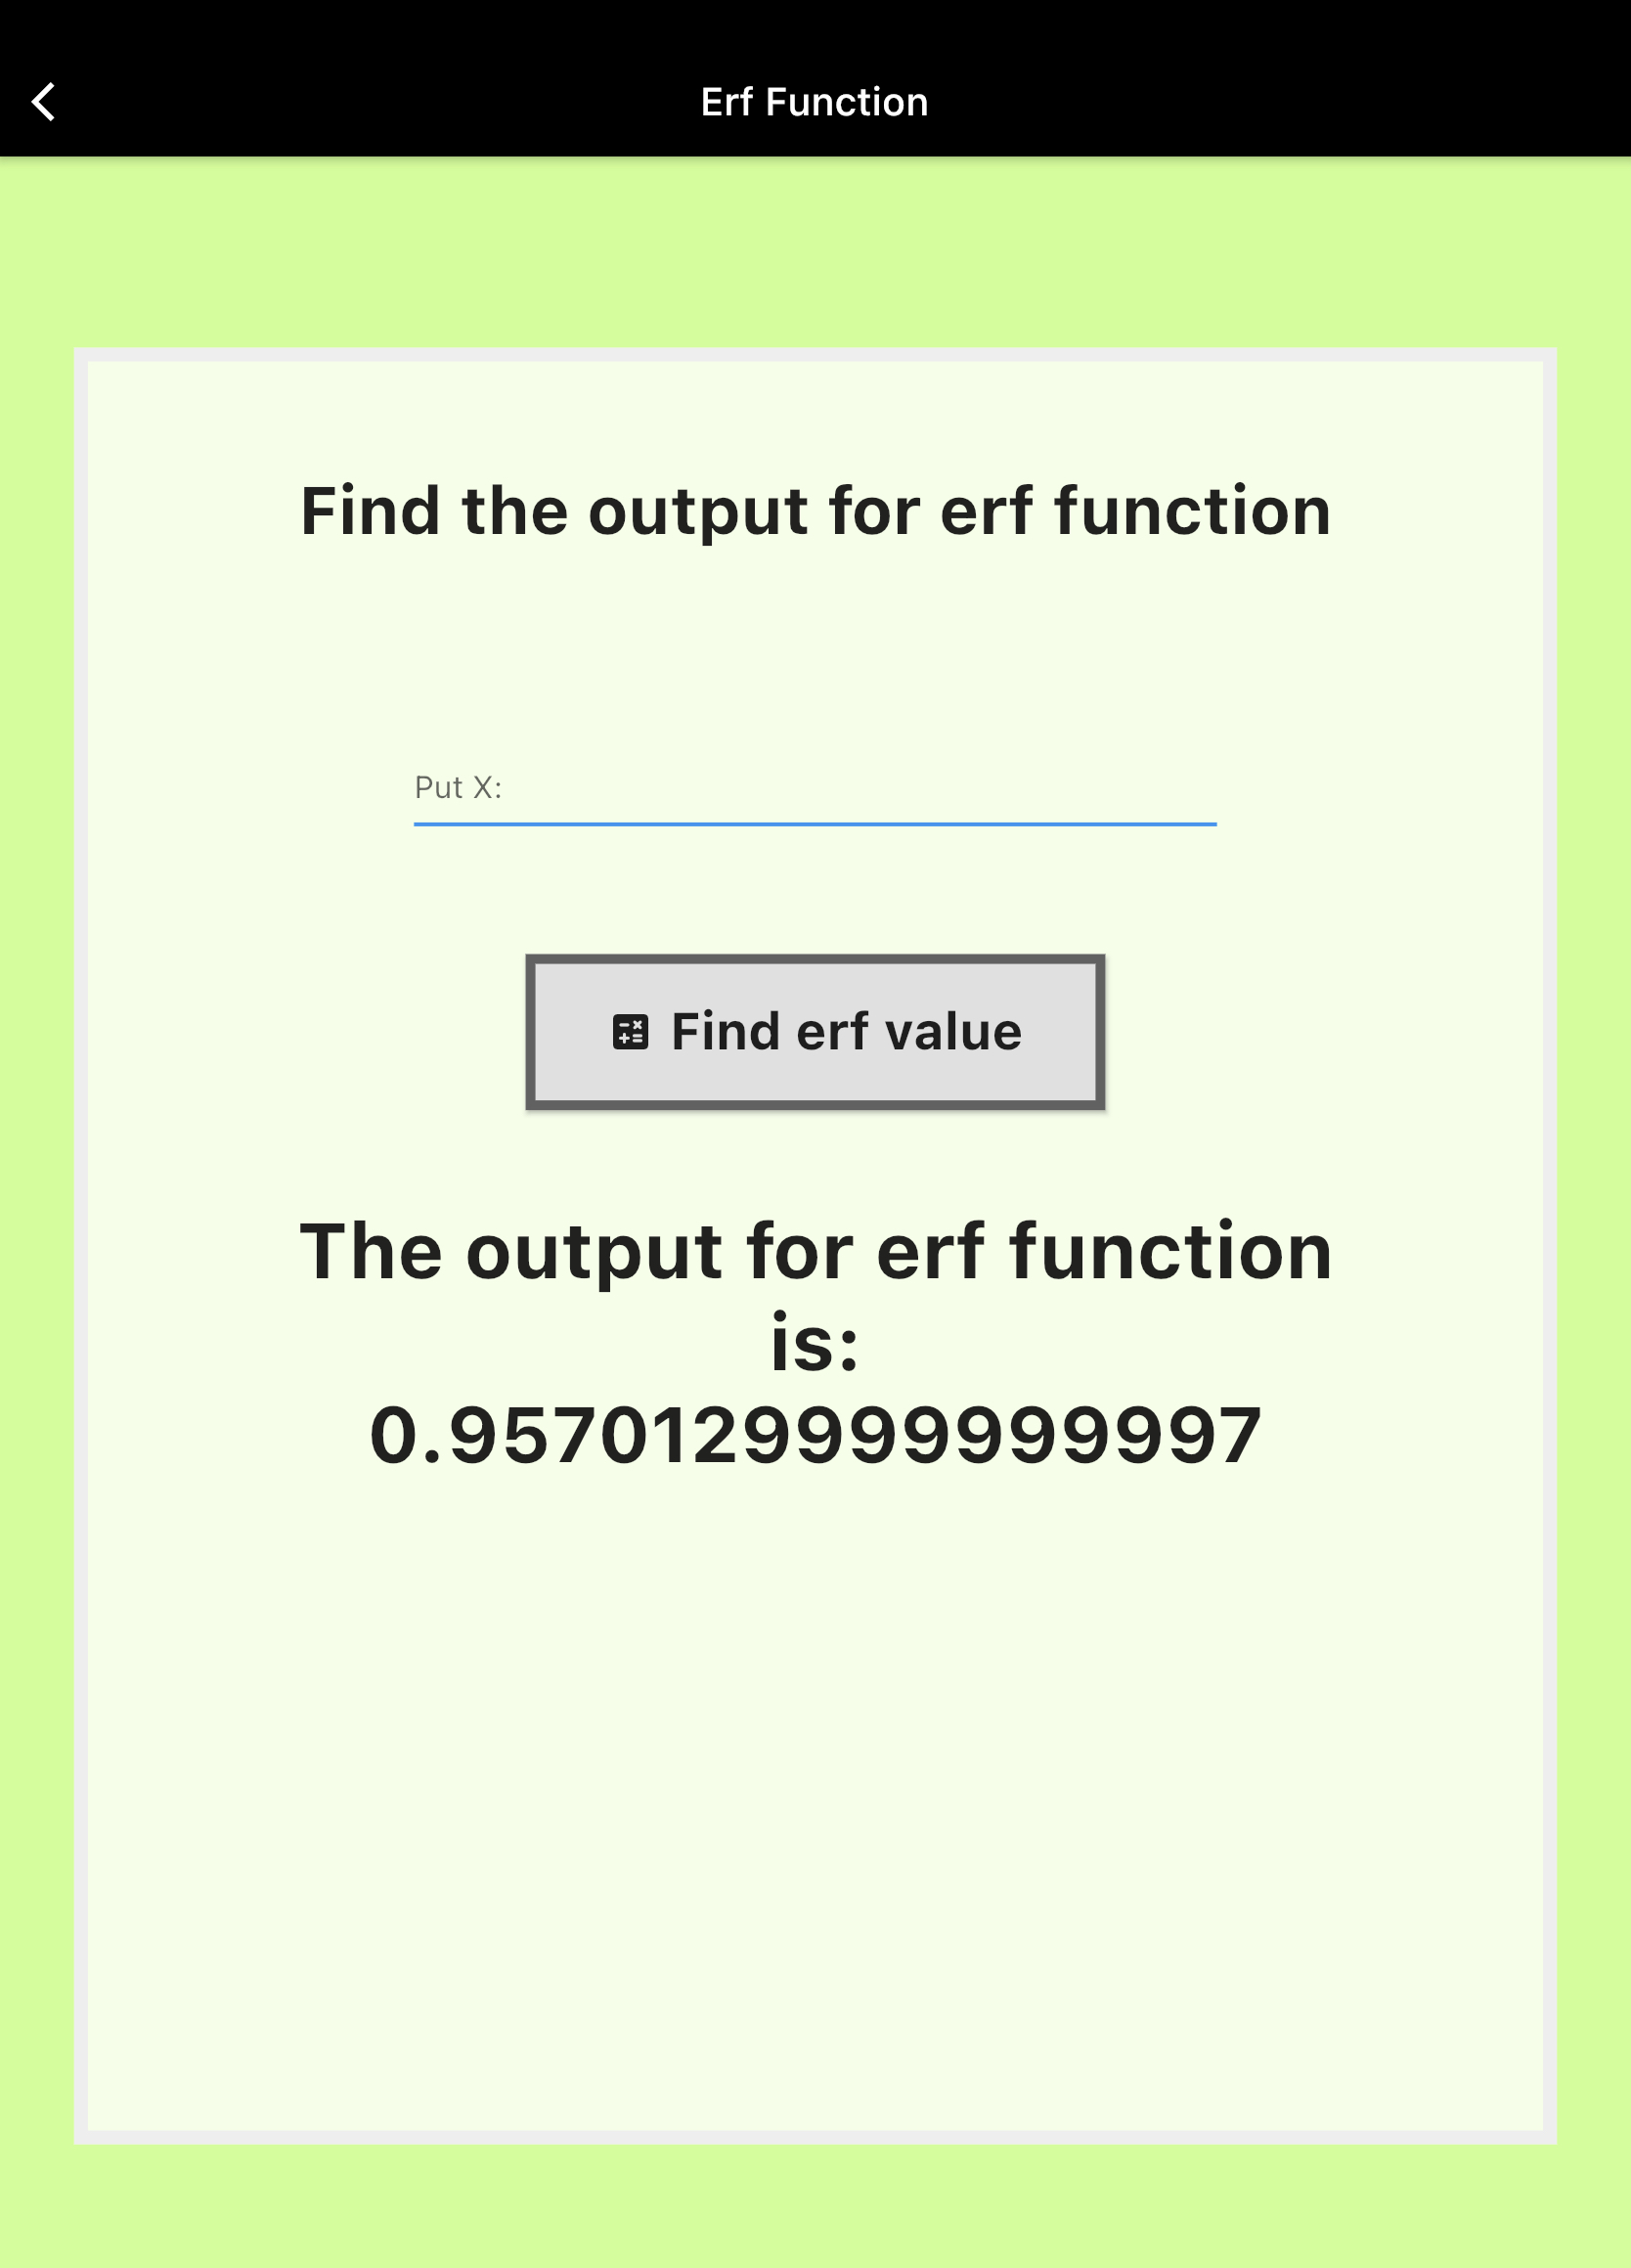 Erf Function
Find the output for erf function
Put X:
Find erf value
The output for erf function
is:
0.9570129999999997